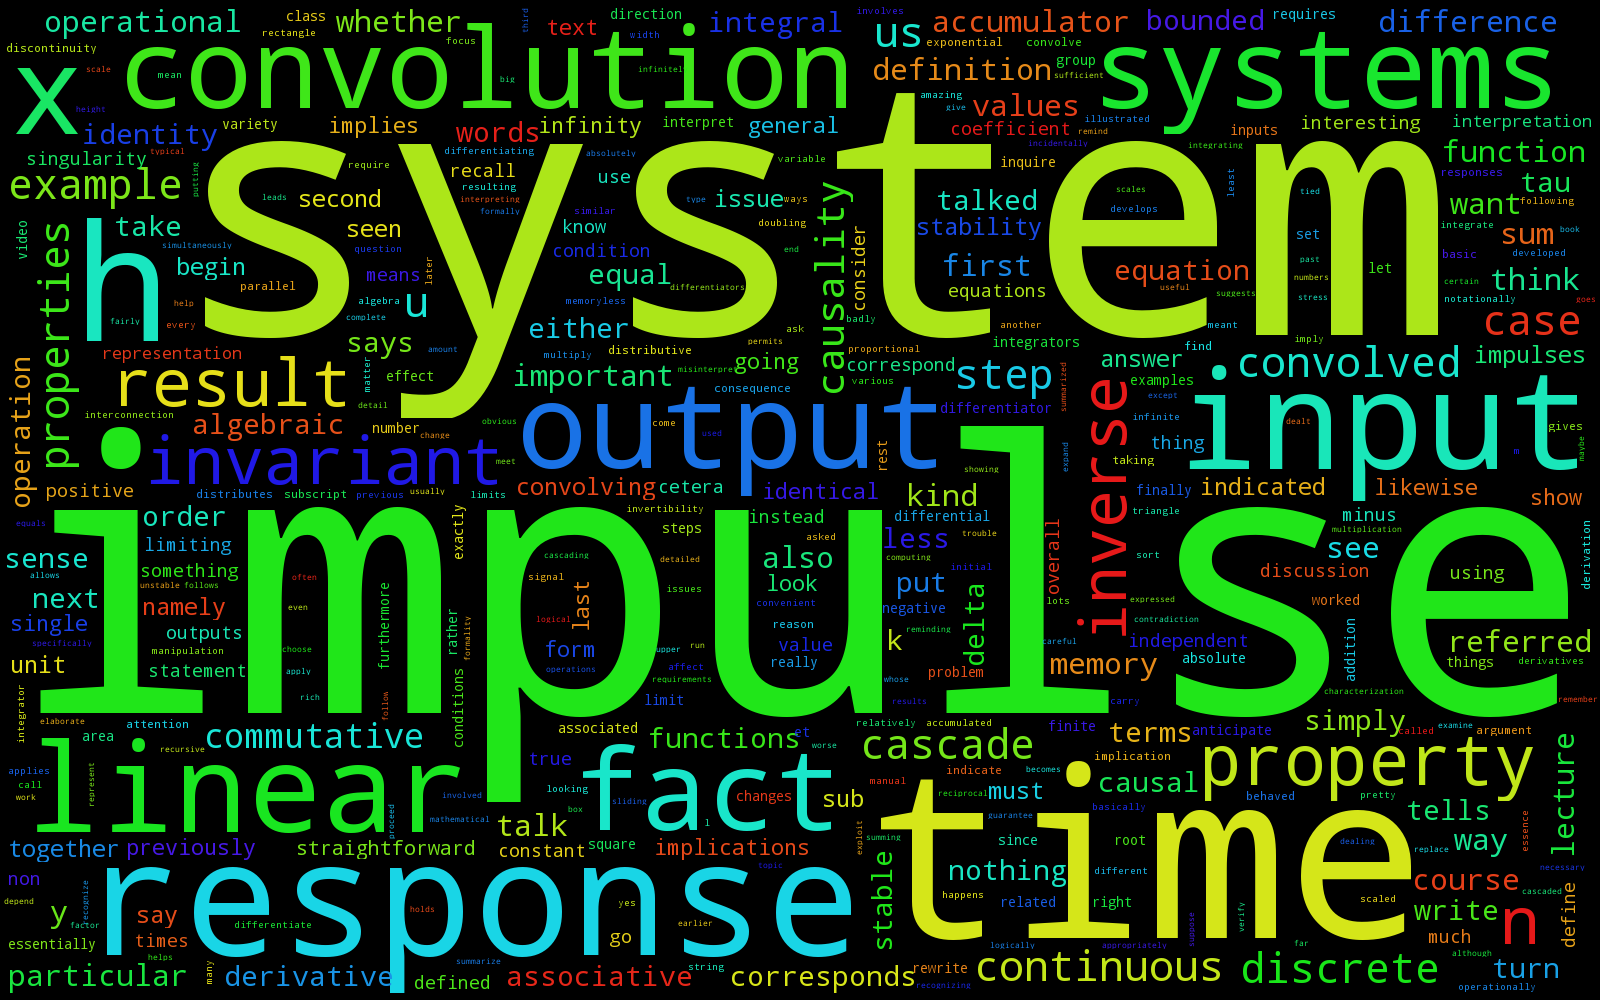 operational class rectangle whether focus third text direction width integral involves us exponential accumulator convolve bounded requires difference
discontinuity x scale mean convolution big infinitel definition group sufficient systems
height identity variety implies words infinity interpret general amazing give values coefficient illustrated remind incidentally inputs integrating interesting interpretation
singularity typical putting require differentiating recall resulting interpreting formally absolutely use variable inquire function responses
example leads system second seen issue ways type similar doubling talked scales develops least tied tau following
video properties h take simultaneously begin parallel question know condition end causality consider stability set past want integrate book sum developed
means later u equal memoryless differentiators first equations equation useful suggests numbers let basic certain think notationally goes
fairly help every algebra complete either distributive ask permits badly another integrators meant stress imply case
representation says amount multiply important misinterpret going proportional correspond various step find answer convolved impulses
operation result matter effect detail consequence output differentiator summarized examples except input
interconnection algebraic number change obvious come used rest infinite dealt gives maybe
invariant meet showing inverse expand thing taking m
positive distributes subscript previous usually limits convolving cetera identical kind finally indicated likewise show
equals order exactly invertibility steps instead differential trouble triangle multiplication minus
sense limiting impulse cascading asked less computing overall sort see derivation
allows something often signal detailed also look initial discussion using
next unstable follows even furthermore last issues convenient put delta lots expressed worked
single namely logical reason negative contradiction
specifically outputs rather formality choose form upper run value k reminding careful independent addition referred
unit manipulation statement apply operations affect really whose problem memory absolute things derivatives
integrator rich conditions requirements limit results carry characterization remember
elaborate attention follow associated relatively accumulated finite anticipate simply called examine argument
area recursive commutative true functions et worse cascade terms implication property lecture
applies call work represent linear involved looking fact changes manual indicate becomes causal behaved pretty
mathematical proceed box sliding sub reciprocal must basically time tells
talk l exploit summing guarantee since root replace essence way
together previously straightforward constant square implications stable dealing
non response topic nothing different necessary
depend recognize happens scaled course cascaded
y factor say holds differentiate yes earlier related right suppose verify write n define
essentially times go logically appropriately much far although
helps summarize many string rewrite
particular derivative defined associative corresponds recognizing continuous discrete turn operationally